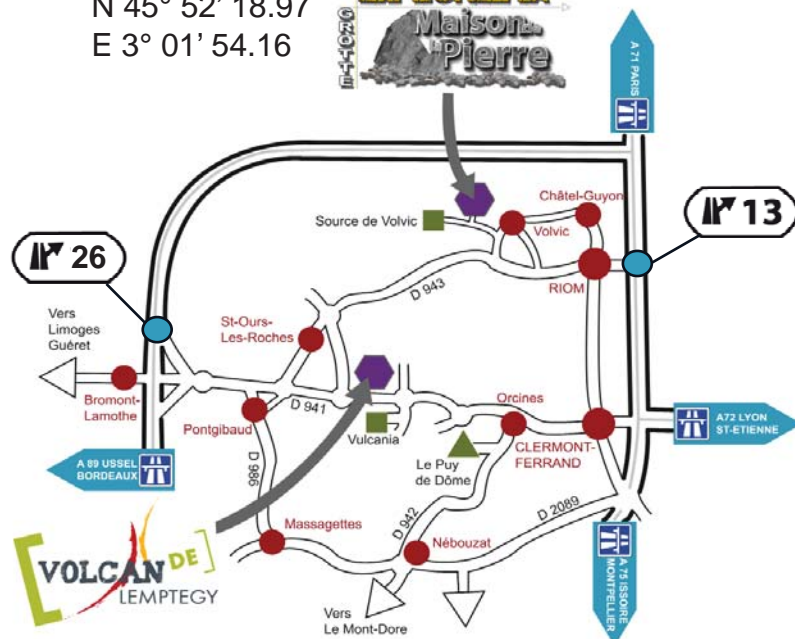 N 45° 52’ 18.97
E 3° 01’ 54.16
GROTTE
Maison de
la Pierre
A 71 PARIS
Châtel-Guyon
Source de Volvic
Volvic
13
26
RIOM
D 943
Vers
Limoges
Guéret
St-Ours-
Les-Roches
Bromont-
Lamothe
D 941
Orcines
Pontgibaud
Vulcania
CLERMONT-
FERRAND
A72 LYON
ST-ETIENNE
Le Puy
de Dôme
A 89 USSEL
BORDEAUX
D 986
D 942
D 2089
Massagettes
Nébouzat
VOLCAN DE
LEMPTEGY
A 75 ISSOIRE
MONTPELLIER
Vers
Le Mont-Dore